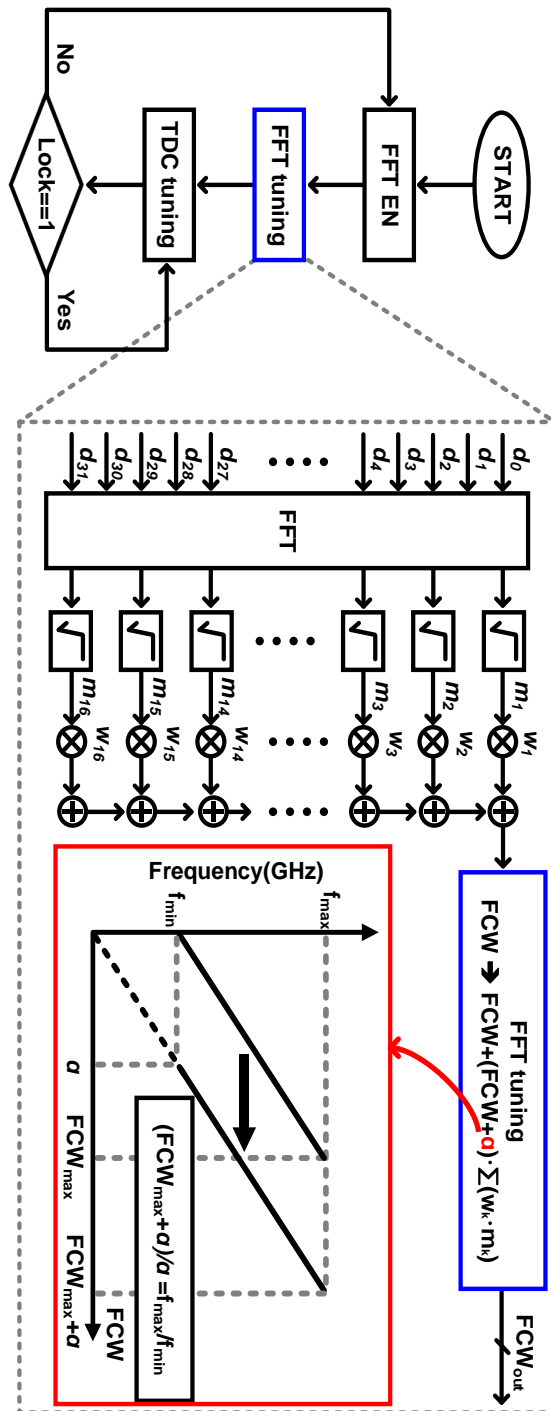 START
FFT EN
FFT tuning
TDC tuning
Lock==1
No
Yes
d0
d1
d2
d3
d4
d27
d28
d29
d30
d31
FFT
√
√
√
√
√
√
m1
m2
m3
m14
m15
m16
w1
w2
w3
w14
w15
w16
FFT tuning
FCW ➔ FCW+(FCW+α)·∑(wk·mk)
FCWout
Frequency(GHz)
fmax
fmin
(FCWmax+α)/α =fmax/fmin
α
FCWmax
FCWmax+α
FCW